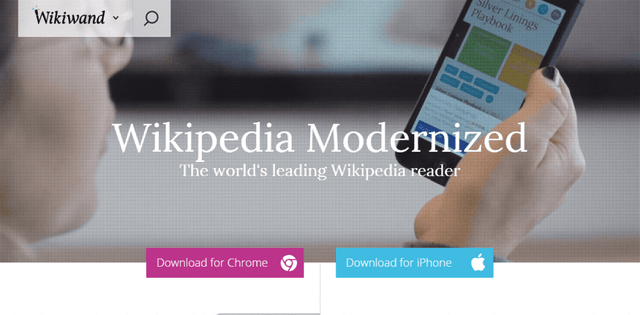 Wikiwand
Silver Linings
Playbook
Wikipedia Modernized
The world's leading Wikipedia reader
Download for Chrome
Download for iPhone